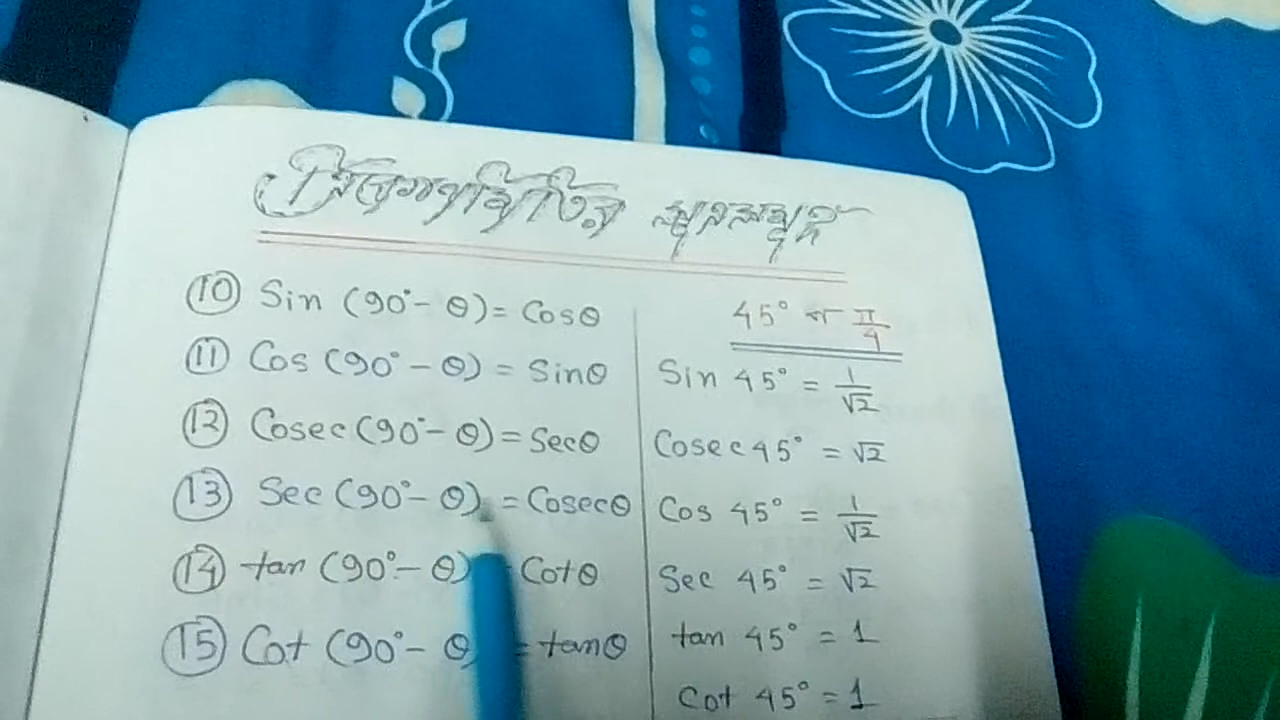 10 Sin (90° - θ) = Cosθ
11 Cos (90° - θ) = Sinθ
12 Cosec (90° - θ) = Secθ
13 Sec (90° - θ) = Cosecθ
14 tan (90° - θ) Cotθ
15 Cot (90° - θ = tanθ
45° বা π/4
Sin 45° = 1/√2
Cosec 45° = √2
Cos 45° = 1/√2
Sec 45° = √2
tan 45° = 1
Cot 45° = 1